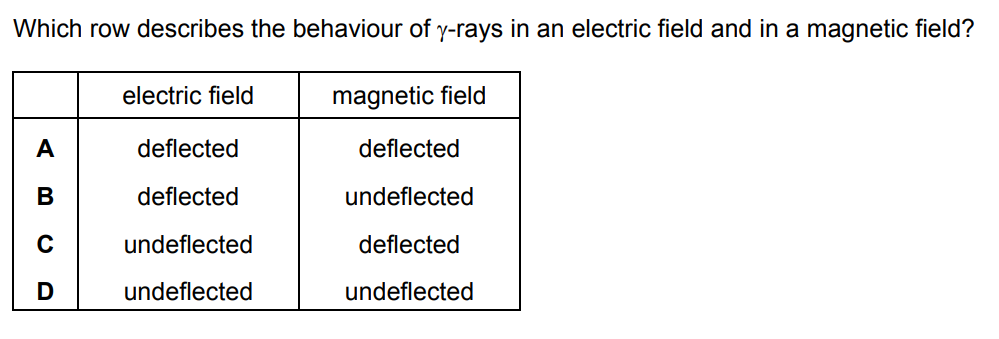 Which row describes the behaviour of γ-rays in an electric field and in a magnetic field?
electric field magnetic field
A deflected deflected
B deflected undeflected
C undeflected deflected
D undeflected undeflected